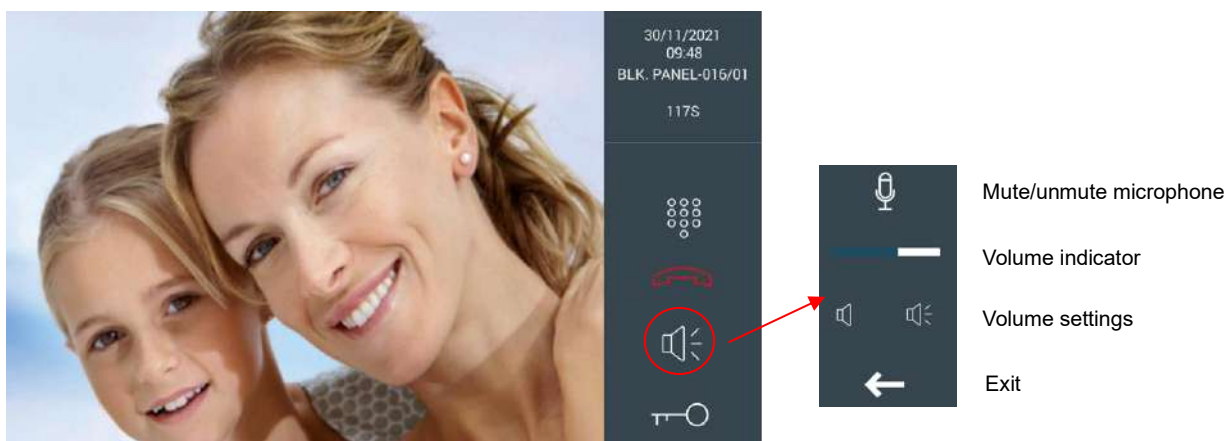 30/11/2021
09:48
BLK. PANEL-016/01
117S
Mute/unmute microphone
Volume indicator
Volume settings
Exit